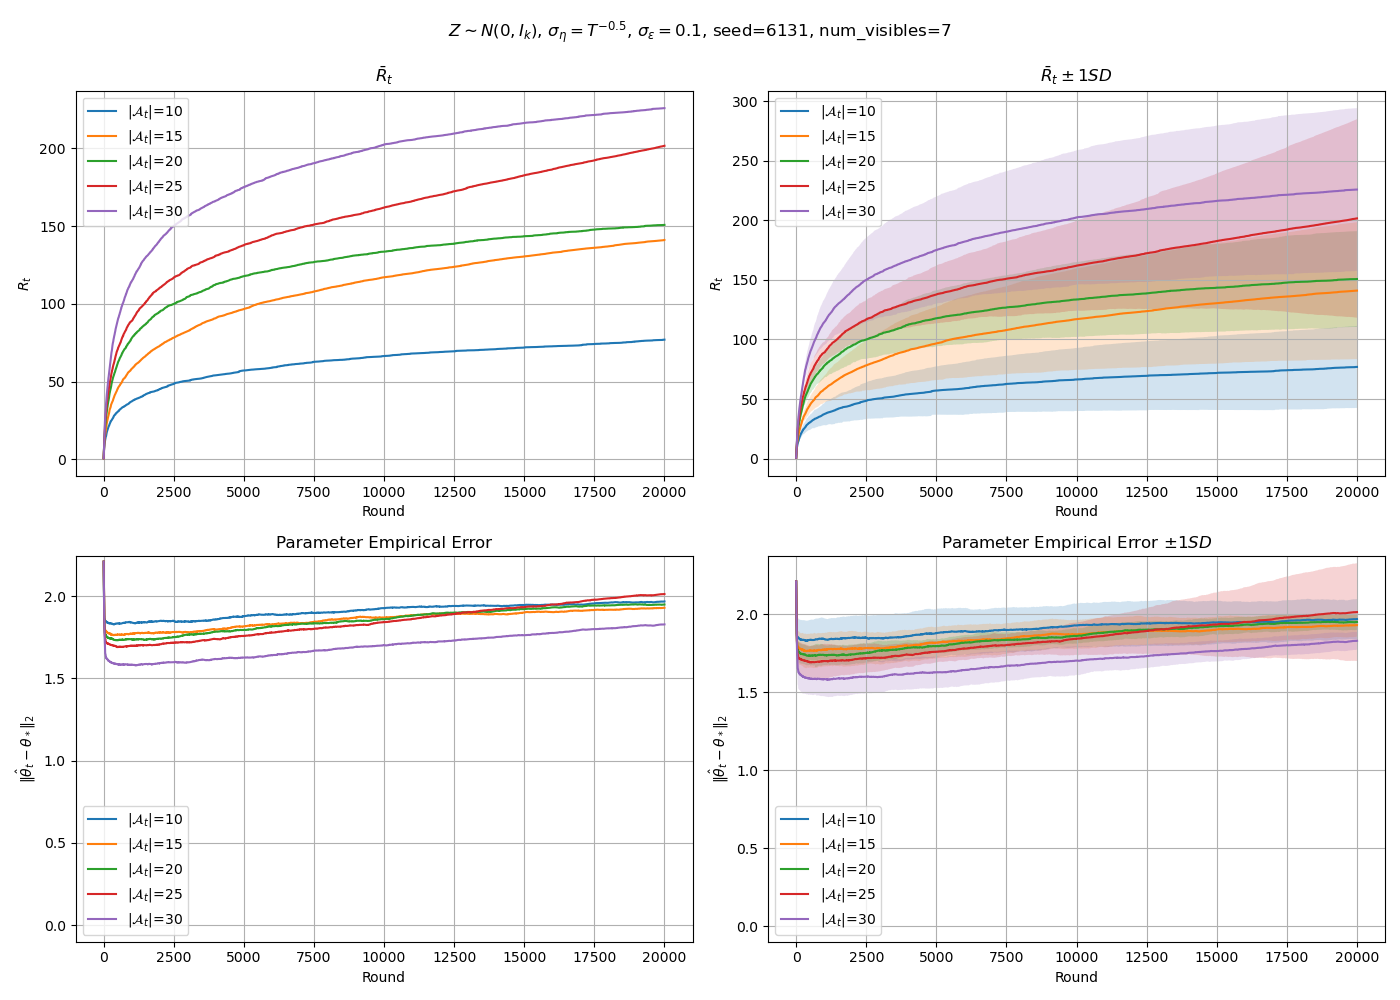 Z ∼ N(0, I_k), σ_η = T^{−0.5}, σ_ε = 0.1, seed=6131, num_visibles=7
R̄_t
R_t
200
150
100
50
0
|𝒜_t|=10
|𝒜_t|=15
|𝒜_t|=20
|𝒜_t|=25
|𝒜_t|=30
0 2500 5000 7500 10000 12500 15000 17500 20000
Round
R̄_t ± 1SD
R_t
300
250
200
150
100
50
0
|𝒜_t|=10
|𝒜_t|=15
|𝒜_t|=20
|𝒜_t|=25
|𝒜_t|=30
0 2500 5000 7500 10000 12500 15000 17500 20000
Round
Parameter Empirical Error
‖θ̂_t − θ_*‖_2
2.0
1.5
1.0
0.5
0.0
|𝒜_t|=10
|𝒜_t|=15
|𝒜_t|=20
|𝒜_t|=25
|𝒜_t|=30
0 2500 5000 7500 10000 12500 15000 17500 20000
Round
Parameter Empirical Error ±1SD
‖θ̂_t − θ_*‖_2
2.0
1.5
1.0
0.5
0.0
|𝒜_t|=10
|𝒜_t|=15
|𝒜_t|=20
|𝒜_t|=25
|𝒜_t|=30
0 2500 5000 7500 10000 12500 15000 17500 20000
Round